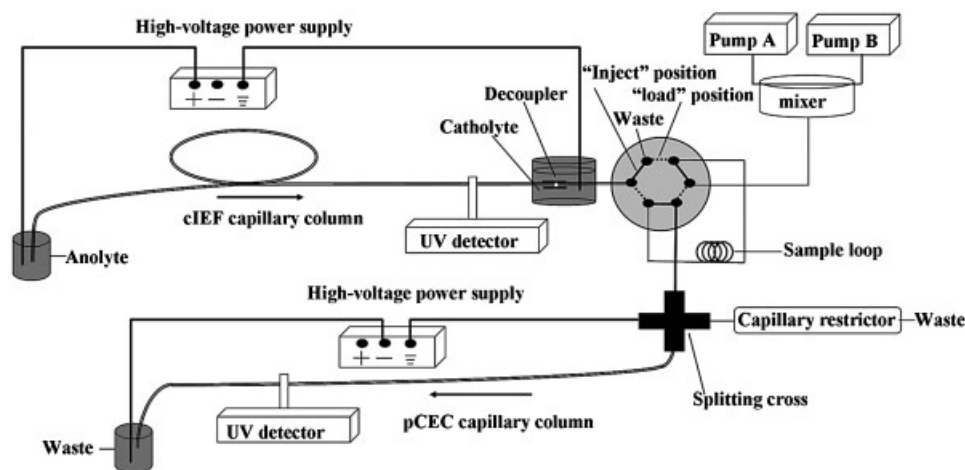 High-voltage power supply
Pump A
Pump B
mixer
“Inject” position
“load” position
Decoupler
Waste
Catholyte
+ −
cIEF capillary column
UV detector
Anolyte
Sample loop
High-voltage power supply
Capillary restrictor
Waste
+ −
Splitting cross
pCEC capillary column
UV detector
Waste